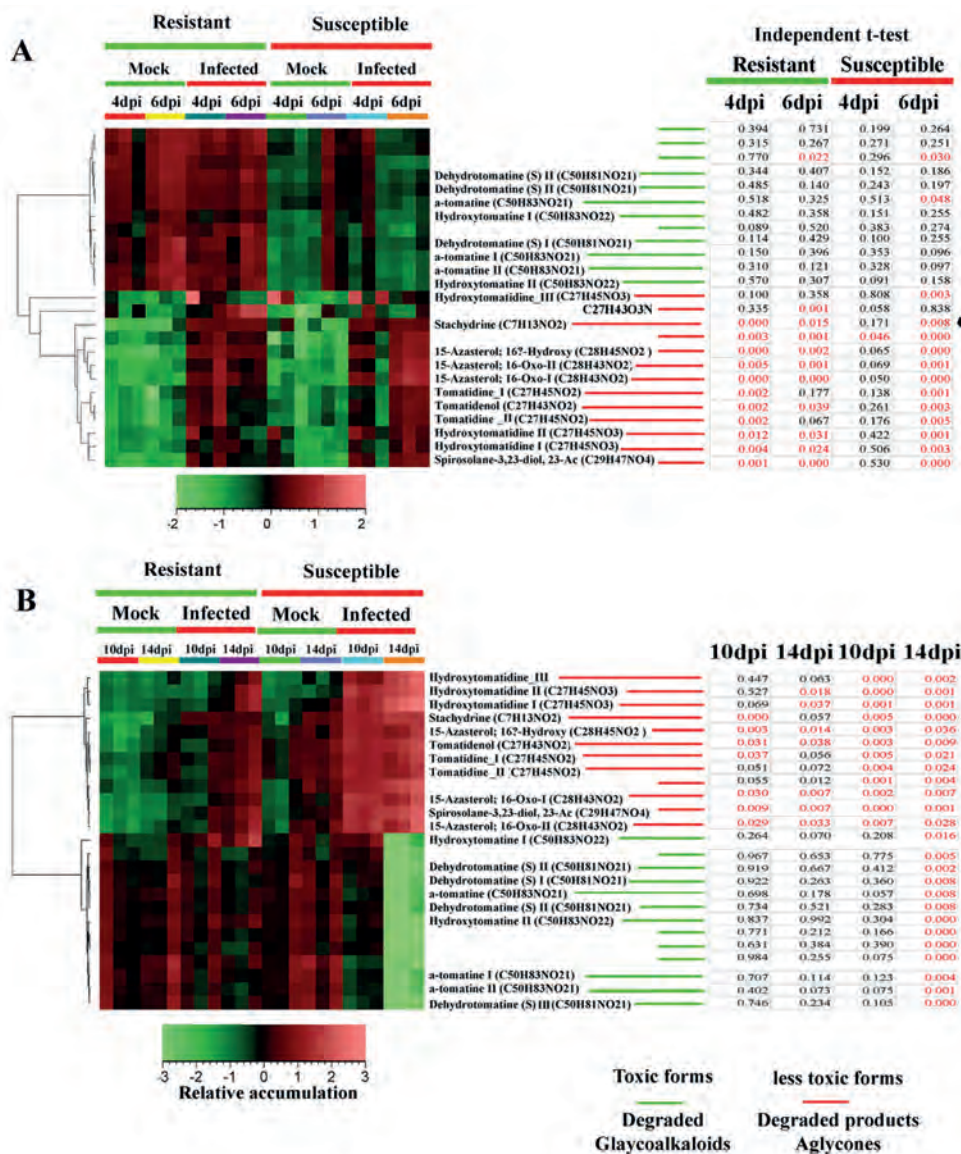 A
Resistant Susceptible
Mock Infected Mock Infected
4dpi 6dpi 4dpi 6dpi 4dpi 6dpi 4dpi 6dpi
Independent t-test
Resistant Susceptible
4dpi 6dpi 4dpi 6dpi
0.394 0.731 0.199 0.264
0.315 0.267 0.271 0.251
0.770 0.022 0.296 0.030
Dehydrotomatine (S) II (C50H81NO21) 0.344 0.407 0.152 0.186
Dehydrotomatine (S) II (C50H81NO21) 0.485 0.140 0.243 0.197
a-tomatine (C50H83NO21) 0.518 0.325 0.513 0.048
Hydroxytomatine I (C50H83NO22) 0.482 0.358 0.151 0.255
0.089 0.520 0.383 0.274
Dehydrotomatine (S) I (C50H81NO21) 0.114 0.429 0.100 0.255
a-tomatine I (C50H83NO21) 0.150 0.396 0.353 0.096
a-tomatine II (C50H83NO21) 0.310 0.121 0.328 0.097
Hydroxytomatine II (C50H83NO22) 0.570 0.307 0.091 0.158
Hydroxytomatidine_III (C27H45NO3) 0.100 0.358 0.808 0.003
C27H43O3N 0.335 0.001 0.058 0.838
Stachydrine (C7H13NO2) 0.000 0.015 0.171 0.008
0.003 0.001 0.046 0.000
15-Azasterol; 16?-Hydroxy (C28H45NO2 ) 0.000 0.002 0.065 0.000
15-Azasterol; 16-Oxo-II (C28H43NO2) 0.005 0.001 0.069 0.001
15-Azasterol; 16-Oxo-I (C28H43NO2) 0.000 0.000 0.050 0.000
Tomatidine_I (C27H45NO2) 0.002 0.177 0.138 0.001
Tomatidenol (C27H43NO2) 0.002 0.039 0.261 0.003
Tomatidine _II (C27H45NO2) 0.002 0.067 0.176 0.005
Hydroxytomatidine II (C27H45NO3) 0.012 0.031 0.422 0.001
Hydroxytomatidine I (C27H45NO3) 0.004 0.024 0.506 0.003
Spirosolane-3,23-diol, 23-Ac (C29H47NO4) 0.001 0.000 0.530 0.000
-2 -1 0 1 2
B
Resistant Susceptible
Mock Infected Mock Infected
10dpi 14dpi 10dpi 14dpi 10dpi 14dpi 10dpi 14dpi
10dpi 14dpi 10dpi 14dpi
Hydroxytomatidine_III 0.447 0.063 0.000 0.002
Hydroxytomatidine II (C27H45NO3) 0.527 0.018 0.000 0.001
Hydroxytomatidine I (C27H45NO3) 0.069 0.037 0.001 0.001
Stachydrine (C7H13NO2) 0.000 0.057 0.005 0.000
15-Azasterol; 16?-Hydroxy (C28H45NO2 ) 0.003 0.014 0.003 0.036
Tomatidenol (C27H43NO2) 0.031 0.038 0.003 0.009
Tomatidine_I (C27H45NO2) 0.037 0.056 0.005 0.021
Tomatidine _II (C27H45NO2) 0.051 0.072 0.004 0.024
0.055 0.012 0.001 0.004
15-Azasterol; 16-Oxo-I (C28H43NO2) 0.030 0.007 0.002 0.007
Spirosolane-3,23-diol, 23-Ac (C29H47NO4) 0.009 0.007 0.000 0.001
15-Azasterol; 16-Oxo-II (C28H43NO2) 0.029 0.033 0.007 0.028
Hydroxytomatine I (C50H83NO22) 0.264 0.070 0.208 0.016
0.967 0.653 0.775 0.005
Dehydrotomatine (S) II (C50H81NO21) 0.919 0.667 0.412 0.002
Dehydrotomatine (S) I (C50H81NO21) 0.922 0.263 0.360 0.008
a-tomatine (C50H83NO21) 0.698 0.178 0.057 0.008
Dehydrotomatine (S) II (C50H81NO21) 0.734 0.521 0.283 0.008
Hydroxytomatine II (C50H83NO22) 0.837 0.992 0.304 0.000
0.771 0.212 0.166 0.000
0.631 0.384 0.390 0.000
0.984 0.255 0.075 0.000
a-tomatine I (C50H83NO21) 0.707 0.114 0.123 0.004
a-tomatine II (C50H83NO21) 0.402 0.073 0.075 0.001
Dehydrotomatine (S) III (C50H81NO21) 0.746 0.234 0.105 0.000
-3 -2 -1 0 1 2 3
Relative accumulation
Toxic forms less toxic forms
Degraded Degraded products
Glaycoalkaloids Aglycones